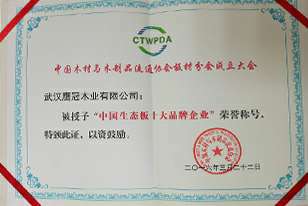 CTWPDA
中国木材与木制品流通协会板材分会成立大会
武汉鹰冠木业有限公司：
被授予“中国生态板十大品牌企业”荣誉称号，
特颁此证，以资鼓励。
二〇一六年三月二十二日